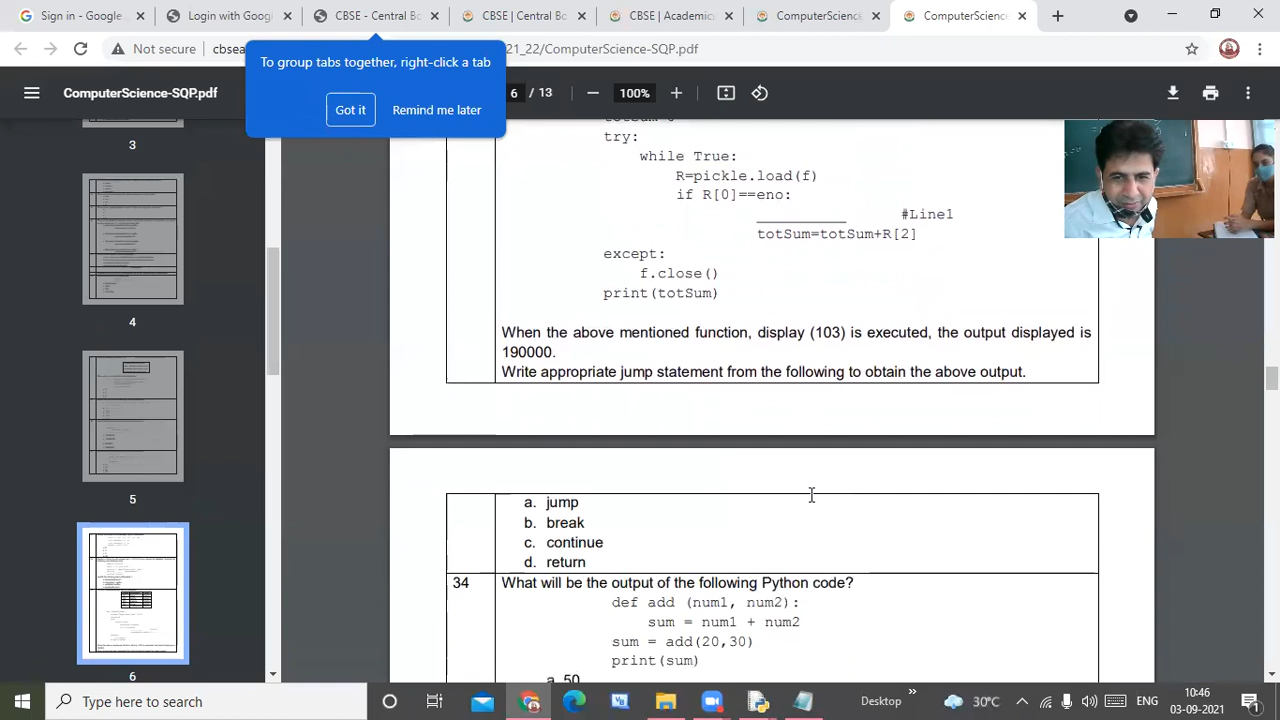 Sign in - Google
Login with Goog
CBSE - Central Bo
CBSE | Central Bo
CBSE | Academics
ComputerScience
ComputerScience
Not secure
cbsea
21_22/ComputerScience-SQP.pdf
To group tabs together, right-click a tab
Got it
Remind me later
ComputerScience-SQP.pdf
6 / 13
100%
3
4
5
6
try:
while True:
R=pickle.load(f)
if R[0]==eno:
__________ #Line1
totSum=totSum+R[2]
except:
f.close()
print(totSum)
When the above mentioned function, display (103) is executed, the output displayed is
190000.
Write appropriate jump statement from the following to obtain the above output.
a. jump
b. break
c. continue
d. return
34 What will be the output of the following Python code?
def add (num1, num2):
sum = num1 + num2
sum = add(20,30)
print(sum)
a. 50
Type here to search
Desktop
30°C
ENG
10:46
03-09-2021